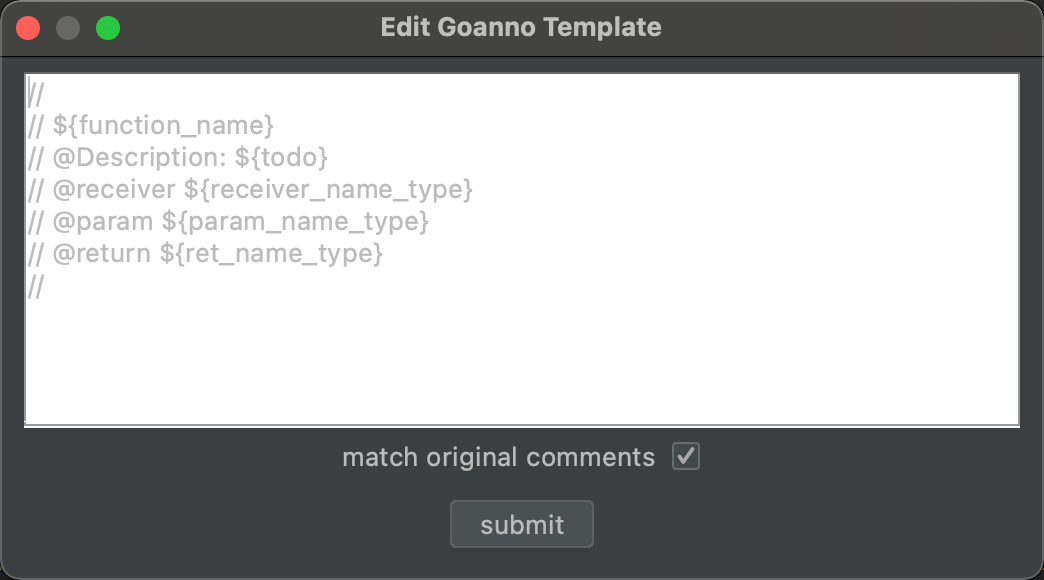 Edit Goanno Template
//
// ${function_name}
// @Description: ${todo}
// @receiver ${receiver_name_type}
// @param ${param_name_type}
// @return ${ret_name_type}
//
match original comments
submit